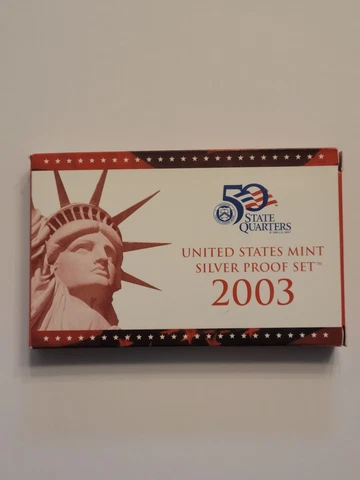 50
STATE
QUARTERS
UNITED STATES MINT
SILVER PROOF SET™
2003